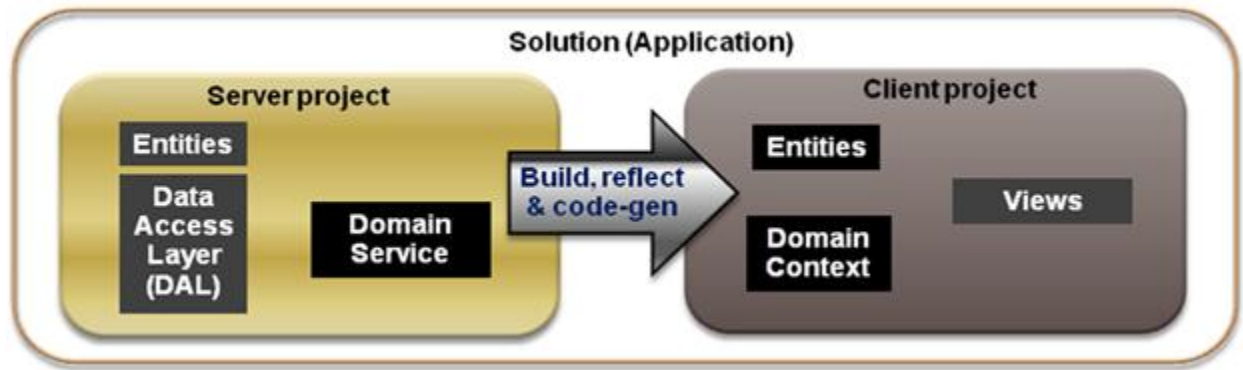 Solution (Application)
Server project
Entities
Data
Access
Layer
(DAL)
Domain
Service
Build, reflect
& code-gen
Client project
Entities
Domain
Context
Views